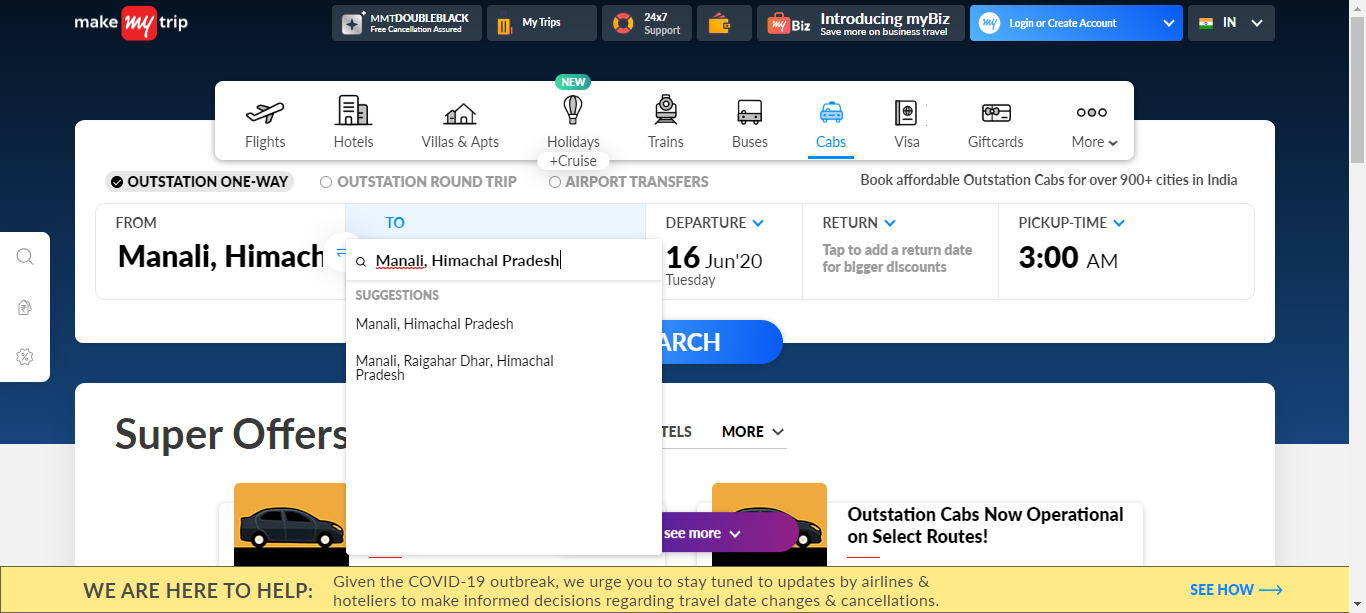 make my trip
MMTDOUBLEBLACK
Free Cancellation Assured
My Trips
24x7
Support
my Biz
Introducing myBiz
Save more on business travel
my
Login or Create Account
IN
NEW
Flights
Hotels
Villas & Apts
Holidays
+Cruise
Trains
Buses
Cabs
Visa
Giftcards
More
OUTSTATION ONE-WAY
OUTSTATION ROUND TRIP
AIRPORT TRANSFERS
Book affordable Outstation Cabs for over 900+ cities in India
FROM
Manali, Himach
TO
Manali, Himachal Pradesh
SUGGESTIONS
Manali, Himachal Pradesh
Manali, Raigahar Dhar, Himachal
Pradesh
DEPARTURE
16 Jun'20
Tuesday
RETURN
Tap to add a return date
for bigger discounts
PICKUP-TIME
3:00 AM
ARCH
Super Offers
TELS
MORE
see more
Outstation Cabs Now Operational
on Select Routes!
WE ARE HERE TO HELP:
Given the COVID-19 outbreak, we urge you to stay tuned to updates by airlines &
hoteliers to make informed decisions regarding travel date changes & cancellations.
SEE HOW